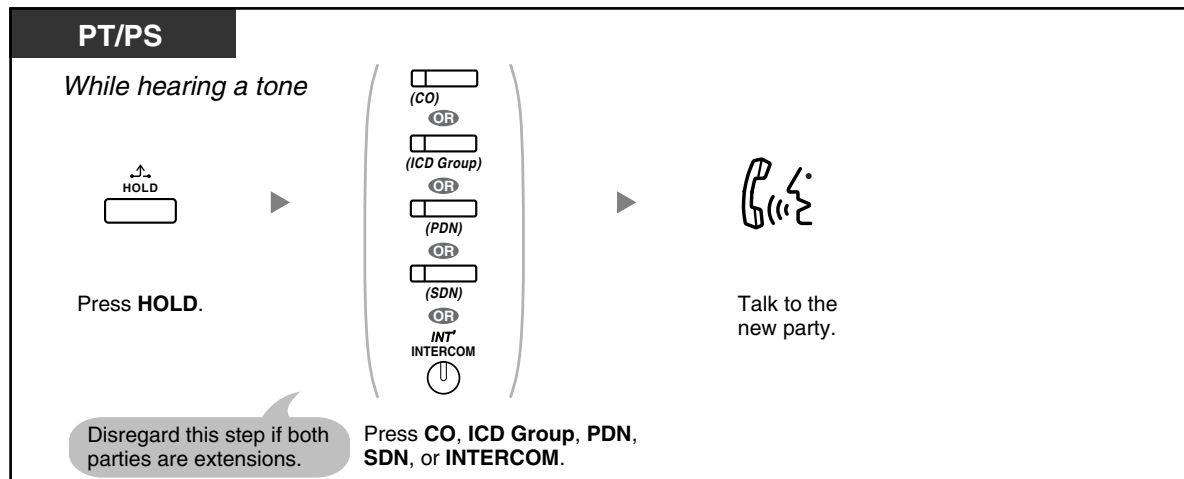 PT/PS
While hearing a tone
HOLD
Press HOLD.
Disregard this step if both
parties are extensions.
(CO)
OR
(ICD Group)
OR
(PDN)
OR
(SDN)
OR
INT'
INTERCOM
Press CO, ICD Group, PDN,
SDN, or INTERCOM.
Talk to the
new party.